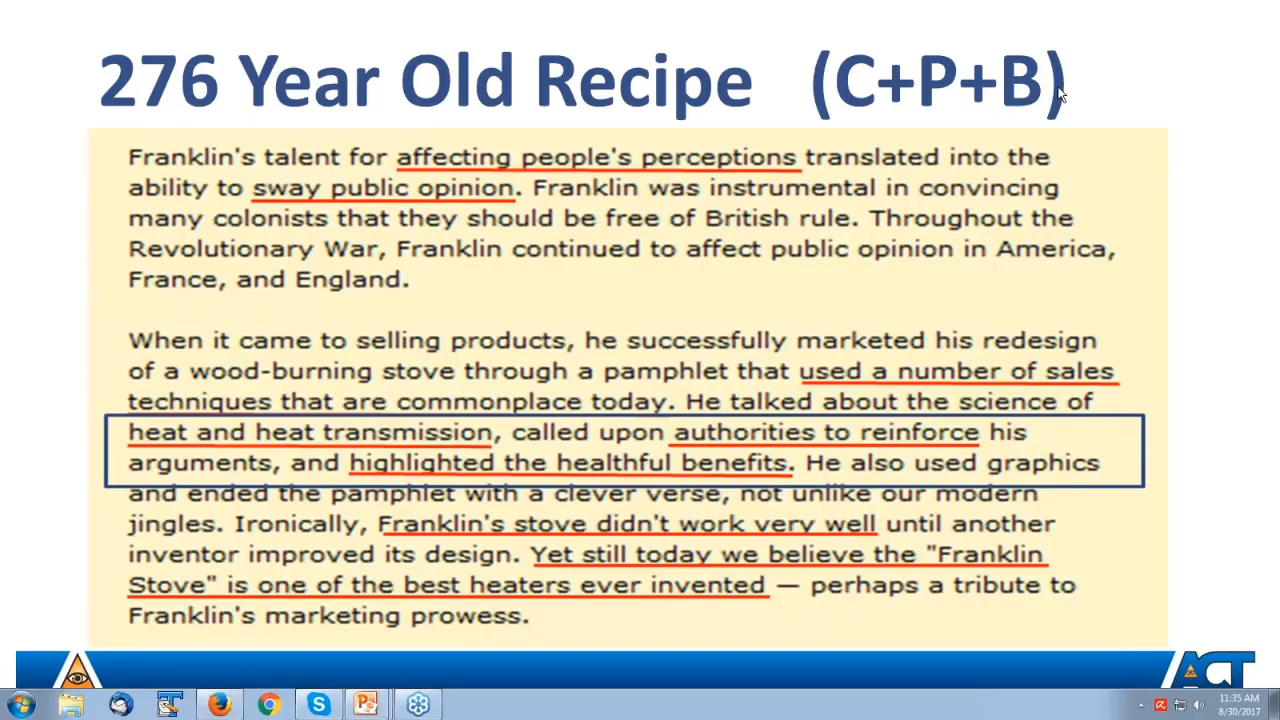 276 Year Old Recipe (C+P+B)
Franklin's talent for affecting people's perceptions translated into the
ability to sway public opinion. Franklin was instrumental in convincing
many colonists that they should be free of British rule. Throughout the
Revolutionary War, Franklin continued to affect public opinion in America,
France, and England.
When it came to selling products, he successfully marketed his redesign
of a wood-burning stove through a pamphlet that used a number of sales
techniques that are commonplace today. He talked about the science of
heat and heat transmission, called upon authorities to reinforce his
arguments, and highlighted the healthful benefits. He also used graphics
and ended the pamphlet with a clever verse, not unlike our modern
jingles. Ironically, Franklin's stove didn't work very well until another
inventor improved its design. Yet still today we believe the "Franklin
Stove" is one of the best heaters ever invented — perhaps a tribute to
Franklin's marketing prowess.
ACT
11:35 AM
8/30/2017